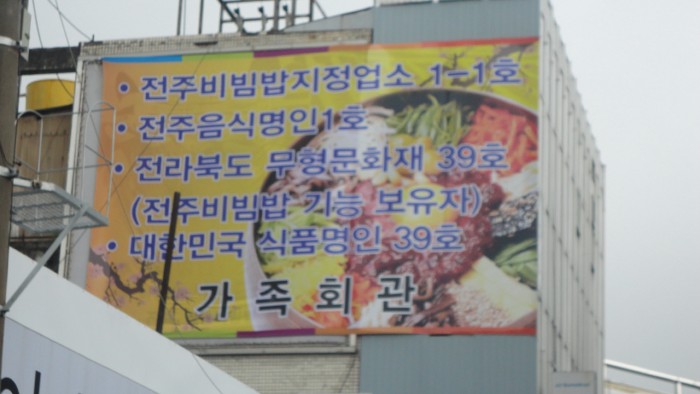 • 전주비빔밥지정업소 1-1호
• 전주음식명인1호
• 전라북도 무형문화재 39호
(전주비빔밥 기능 보유자)
• 대한민국 식품명인 39호
가족회관